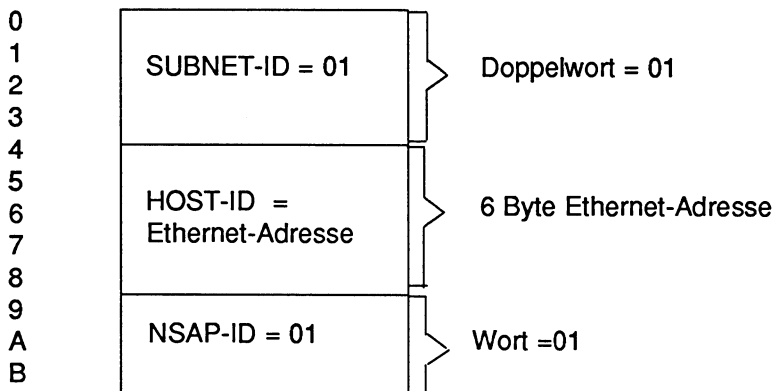 0
1
2
3
4
5
6
7
8
9
A
B
SUBNET-ID = 01
Doppelwort = 01
HOST-ID =
Ethernet-Adresse
6 Byte Ethernet-Adresse
NSAP-ID = 01
Wort =01